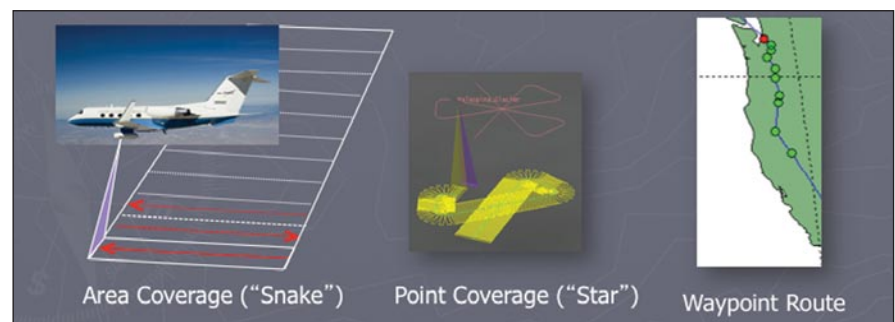 Area Coverage (“Snake”)
Point Coverage (“Star”)
Waypoint Route